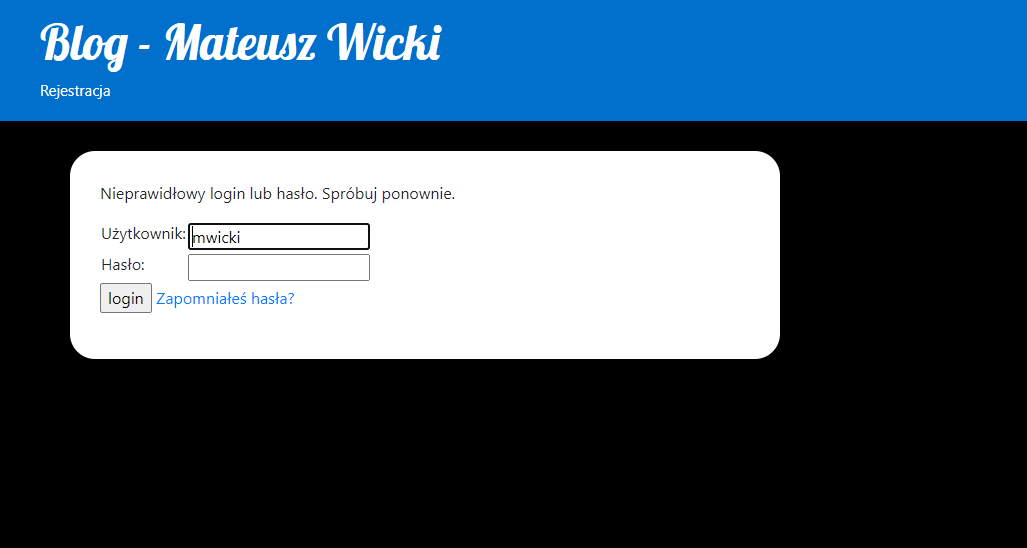 Blog - Mateusz Wicki
Rejestracja
Nieprawidłowy login lub hasło. Spróbuj ponownie.
Użytkownik: mwicki
Hasło:
login Zapomniałeś hasła?